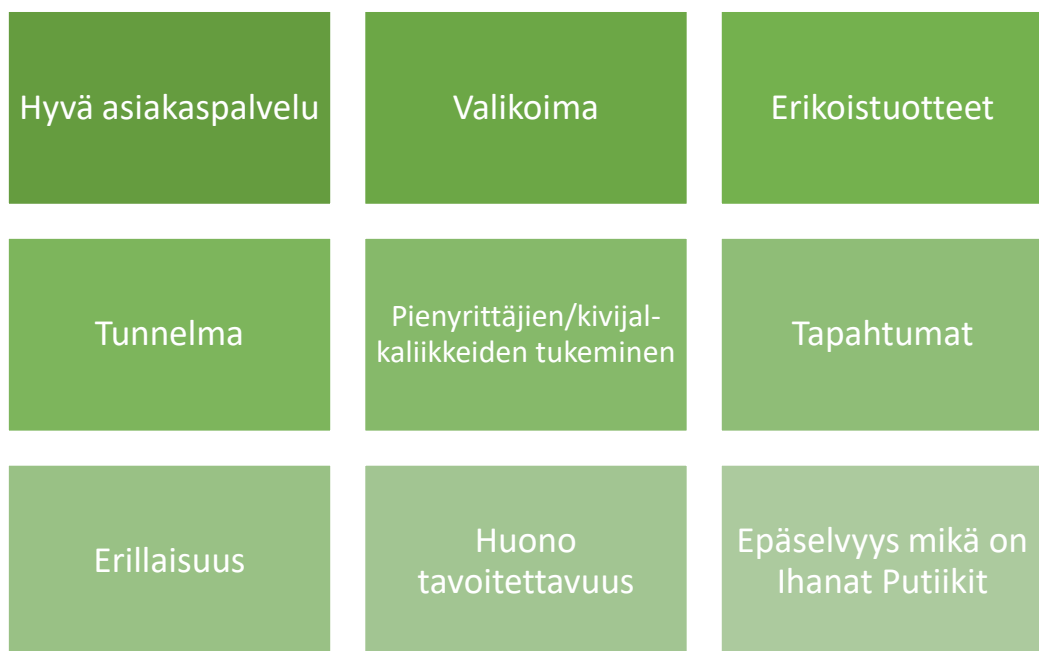 Hyvä asiakaspalvelu
Valikoima
Erikoistuotteet
Tunnelma
Pienyrittäjien/kivijal-
kaliikkeiden tukeminen
Tapahtumat
Erillaisuus
Huono
tavoitettavuus
Epäselvyys mikä on
Ihanat Putiikit